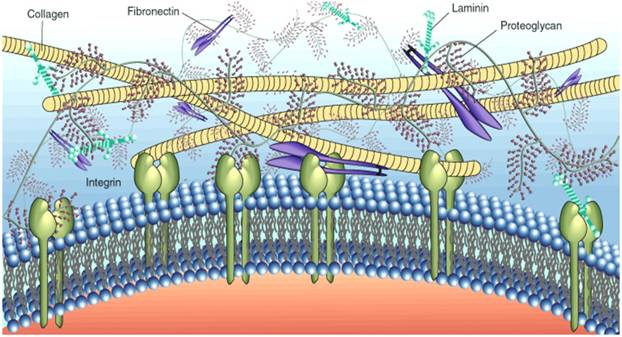 Collagen
Fibronectin
Laminin
Proteoglycan
Integrin